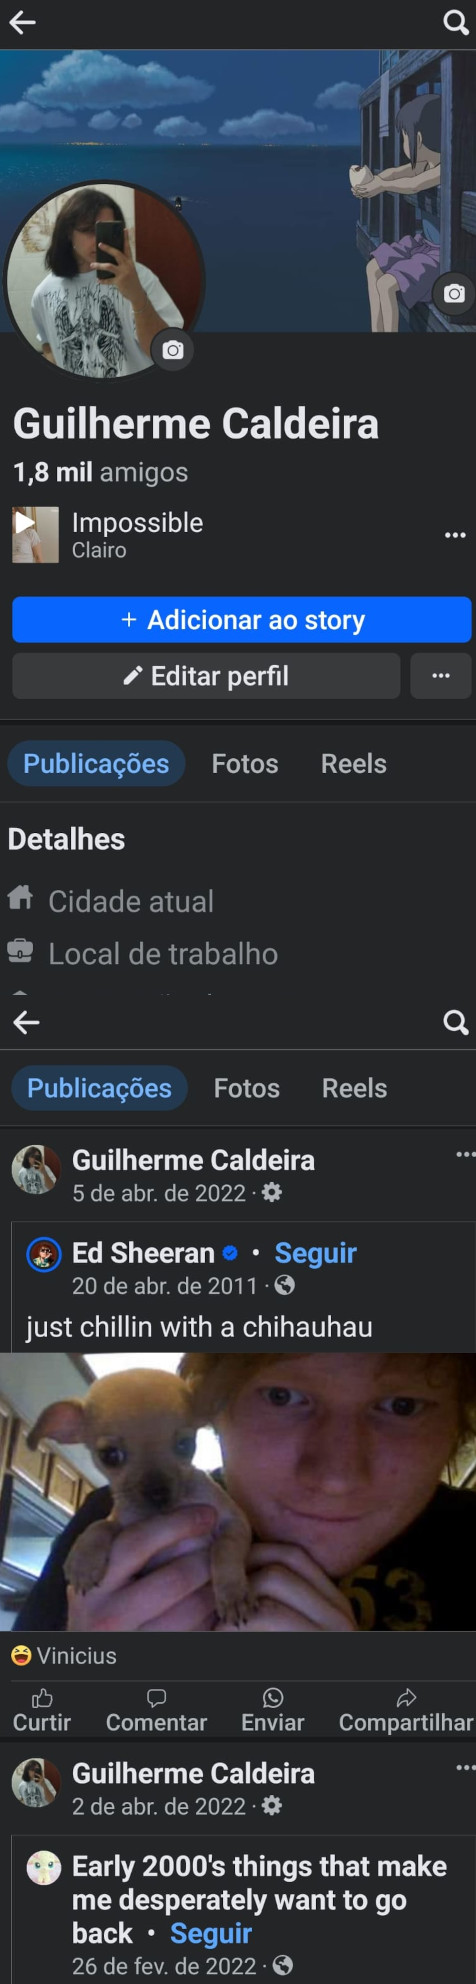 Guilherme Caldeira
1,8 mil amigos
Impossible
Clairo
+ Adicionar ao story
Editar perfil
Publicações Fotos Reels
Detalhes
Cidade atual
Local de trabalho
Publicações Fotos Reels
Guilherme Caldeira
5 de abr. de 2022 ·
Ed Sheeran • Seguir
20 de abr. de 2011 ·
just chillin with a chihauhau
53
Vinicius
Curtir Comentar Enviar Compartilhar
Guilherme Caldeira
2 de abr. de 2022 ·
Early 2000's things that make
me desperately want to go
back • Seguir
26 de fev. de 2022 ·